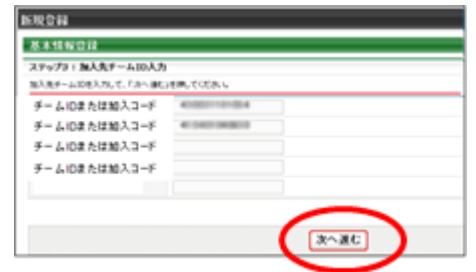 新規登録
基本情報登録
ステップ3：加入先チームID入力
加入先チームIDを入力して、「次へ進む」を押してください。
チームIDまたは加入コード
チームIDまたは加入コード
チームIDまたは加入コード
チームIDまたは加入コード
次へ進む